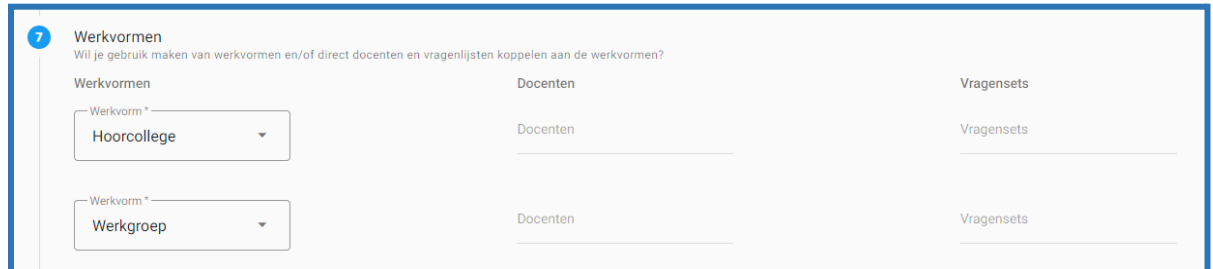 7 Werkvormen
Wil je gebruik maken van werkvormen en/of direct docenten en vragenlijsten koppelen aan de werkvormen?
Werkvormen Docenten Vragensets
Werkvorm *
Hoorcollege Docenten Vragensets
Werkvorm *
Werkgroep Docenten Vragensets